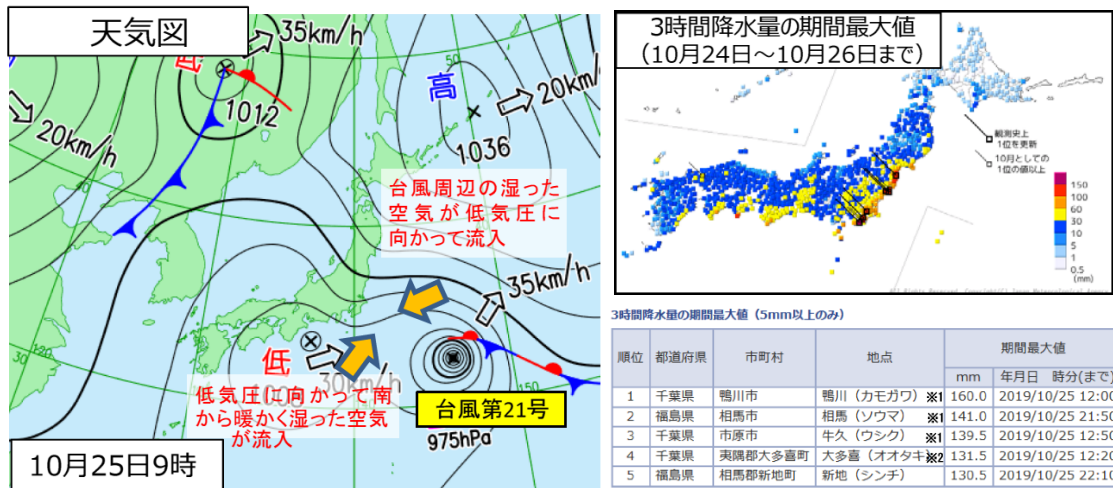 天気図
35km/h
低
1012
20km/h
高
20km/h
1036
50
台風周辺の湿った
空気が低気圧に
向かって流入
35km/h
低
30km/h
低気圧に向かって南
から暖かく湿った空気
が流入
台風第21号
975hPa
150
30
10月25日9時
3時間降水量の期間最大値
（10月24日～10月26日まで）
観測史上
1位を更新
10月としての
1位の値以上
150
100
60
30
10
5
1
0.5
(mm)
All Rights Reserved. Copyright(C) Japan Meteorological Agency
3時間降水量の期間最大値（5mm以上のみ）
順位 都道府県 市町村 地点 期間最大値
mm 年月日 時分(まで)
1 千葉県 鴨川市 鴨川（カモガワ） ※1 160.0 2019/10/25 12:00
2 福島県 相馬市 相馬（ソウマ） ※1 141.0 2019/10/25 21:50
3 千葉県 市原市 牛久（ウシク） ※1 139.5 2019/10/25 12:50
4 千葉県 夷隅郡大多喜町 大多喜（オオタキ ※2 131.5 2019/10/25 12:20
5 福島県 相馬郡新地町 新地（シンチ） 130.5 2019/10/25 22:10